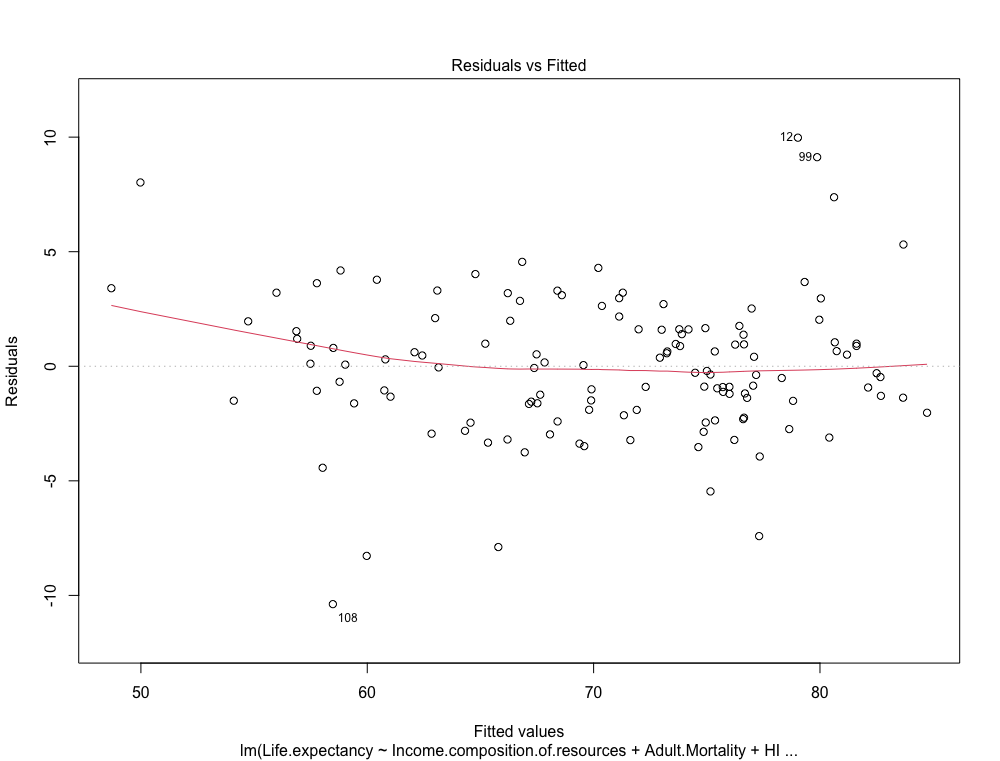 Residuals vs Fitted
10
5
0
-5
-10
Residuals
12
99
108
50 60 70 80
Fitted values
lm(Life.expectancy ~ Income.composition.of.resources + Adult.Mortality + HI ...